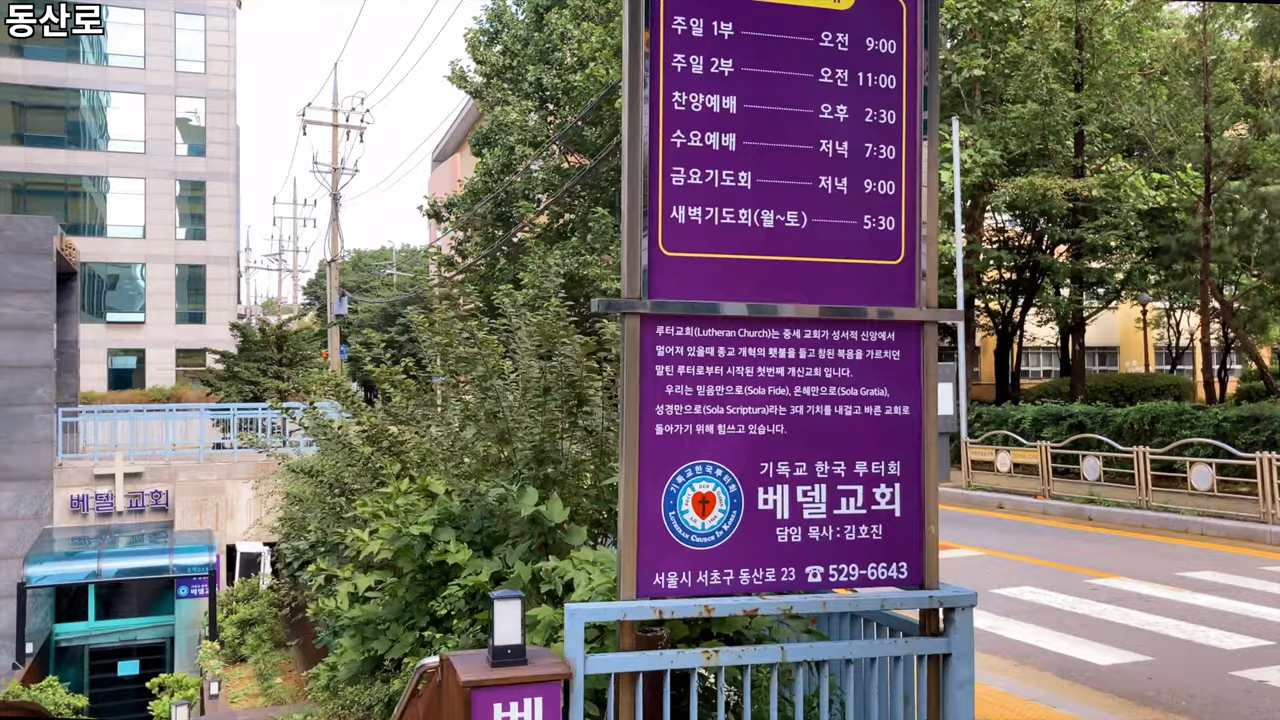 동산로
주일 1부 오전 9:00
주일 2부 오전 11:00
찬양예배 오후 2:30
수요예배 저녁 7:30
금요기도회 저녁 9:00
새벽기도회(월~토) 5:30
루터교회(Lutheran Church)는 중세 교회가 성서적 신앙에서
멀어져 있을때 종교 개혁의 횃불을 들고 참된 복음을 가르치던
말틴 루터로부터 시작된 첫번째 개신교회 입니다.
우리는 믿음만으로(Sola Fide), 은혜만으로(Sola Gratia),
성경만으로(Sola Scriptura)라는 3대 기치를 내걸고 바른 교회로
돌아가기 위해 힘쓰고 있습니다.
기독교한국루터회
LUTHERAN CHURCH IN KOREA
기독교 한국 루터회
베델교회
담임 목사:김호진
서울시 서초구 동산로 23 ☎ 529-6643
베델교회
베